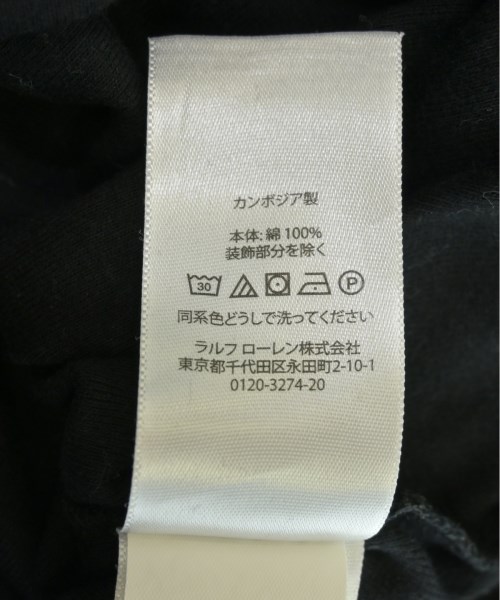 カンボジア製
本体: 綿 100%
装飾部分を除く
30 P
同系色どうしで洗ってください
ラルフ ローレン株式会社
東京都千代田区永田町2-10-1
0120-3274-20